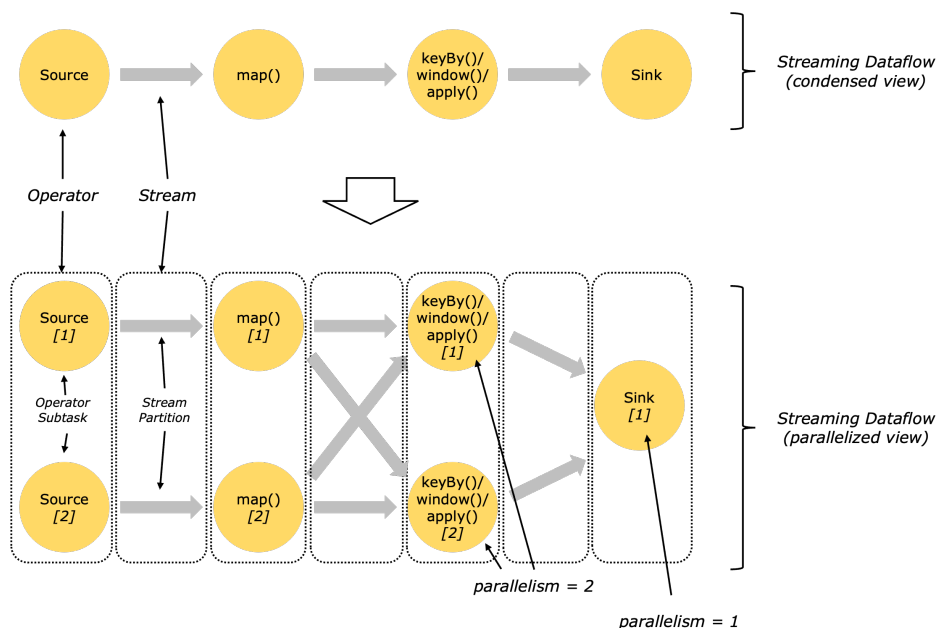 Source
map()
keyBy()/
window()/
apply()
Sink
Streaming Dataflow
(condensed view)
Operator
Stream
Source
[1]
map()
[1]
keyBy()/
window()/
apply()
[1]
Operator
Subtask
Stream
Partition
Sink
[1]
Streaming Dataflow
(parallelized view)
Source
[2]
map()
[2]
keyBy()/
window()/
apply()
[2]
parallelism = 2
parallelism = 1